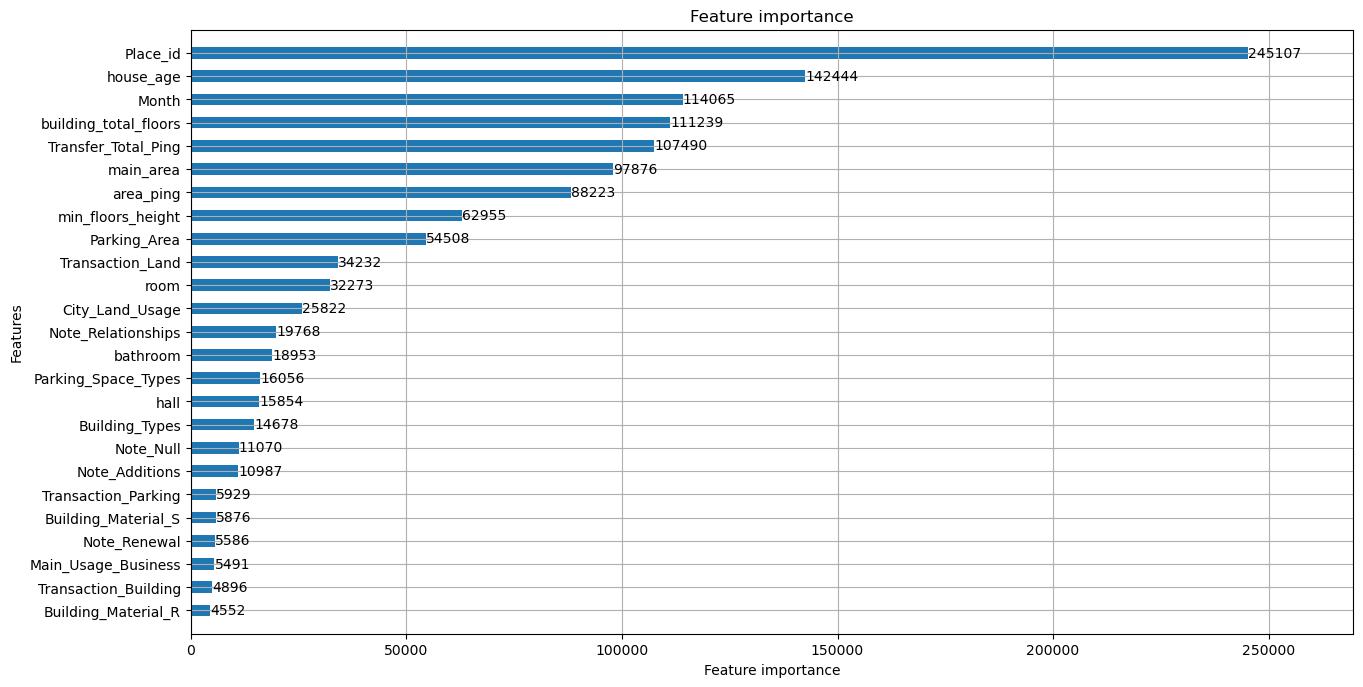 Feature importance
Place_id 245107
house_age 142444
Month 114065
building_total_floors 111239
Transfer_Total_Ping 107490
main_area 97876
area_ping 88223
min_floors_height 62955
Parking_Area 54508
Transaction_Land 34232
room 32273
City_Land_Usage 25822
Note_Relationships 19768
bathroom 18953
Parking_Space_Types 16056
hall 15854
Building_Types 14678
Note_Null 11070
Note_Additions 10987
Transaction_Parking 5929
Building_Material_S 5876
Note_Renewal 5586
Main_Usage_Business 5491
Transaction_Building 4896
Building_Material_R 4552
Features
0 50000 100000 150000 200000 250000
Feature importance